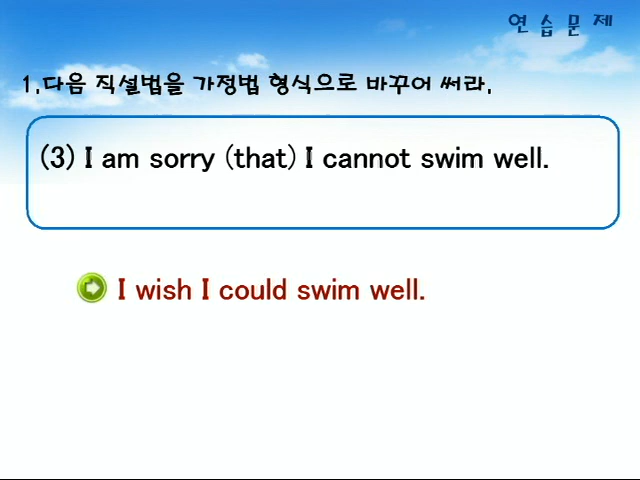 연 습 문 제
1.다음 직설법을 가정법 형식으로 바꾸어 써라.
(3) I am sorry (that) I cannot swim well.
I wish I could swim well.